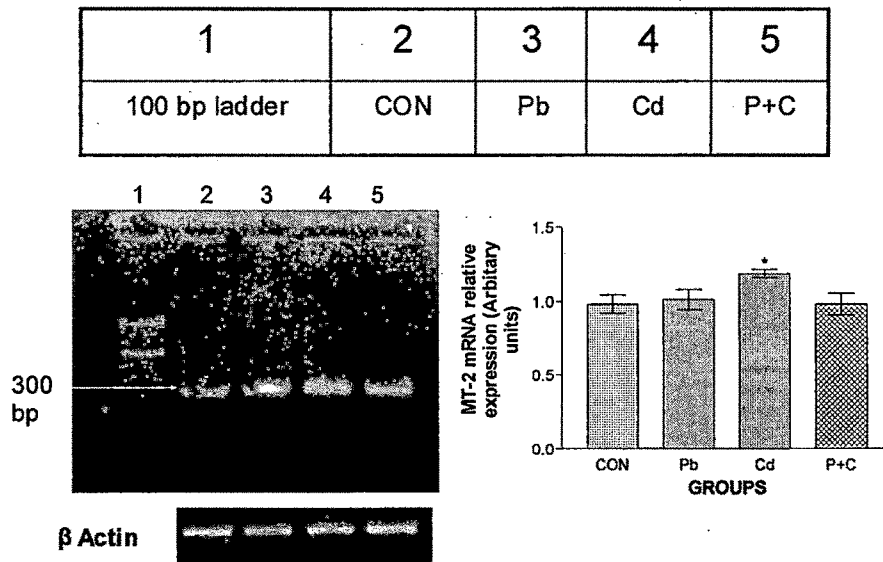 1 2 3 4 5
100 bp ladder CON Pb Cd P+C
1 2 3 4 5
300
bp
β Actin
MT-2 mRNA relative
expression (Arbitary
units)
1.5
1.0
0.5
0.0
*
CON Pb Cd P+C
GROUPS